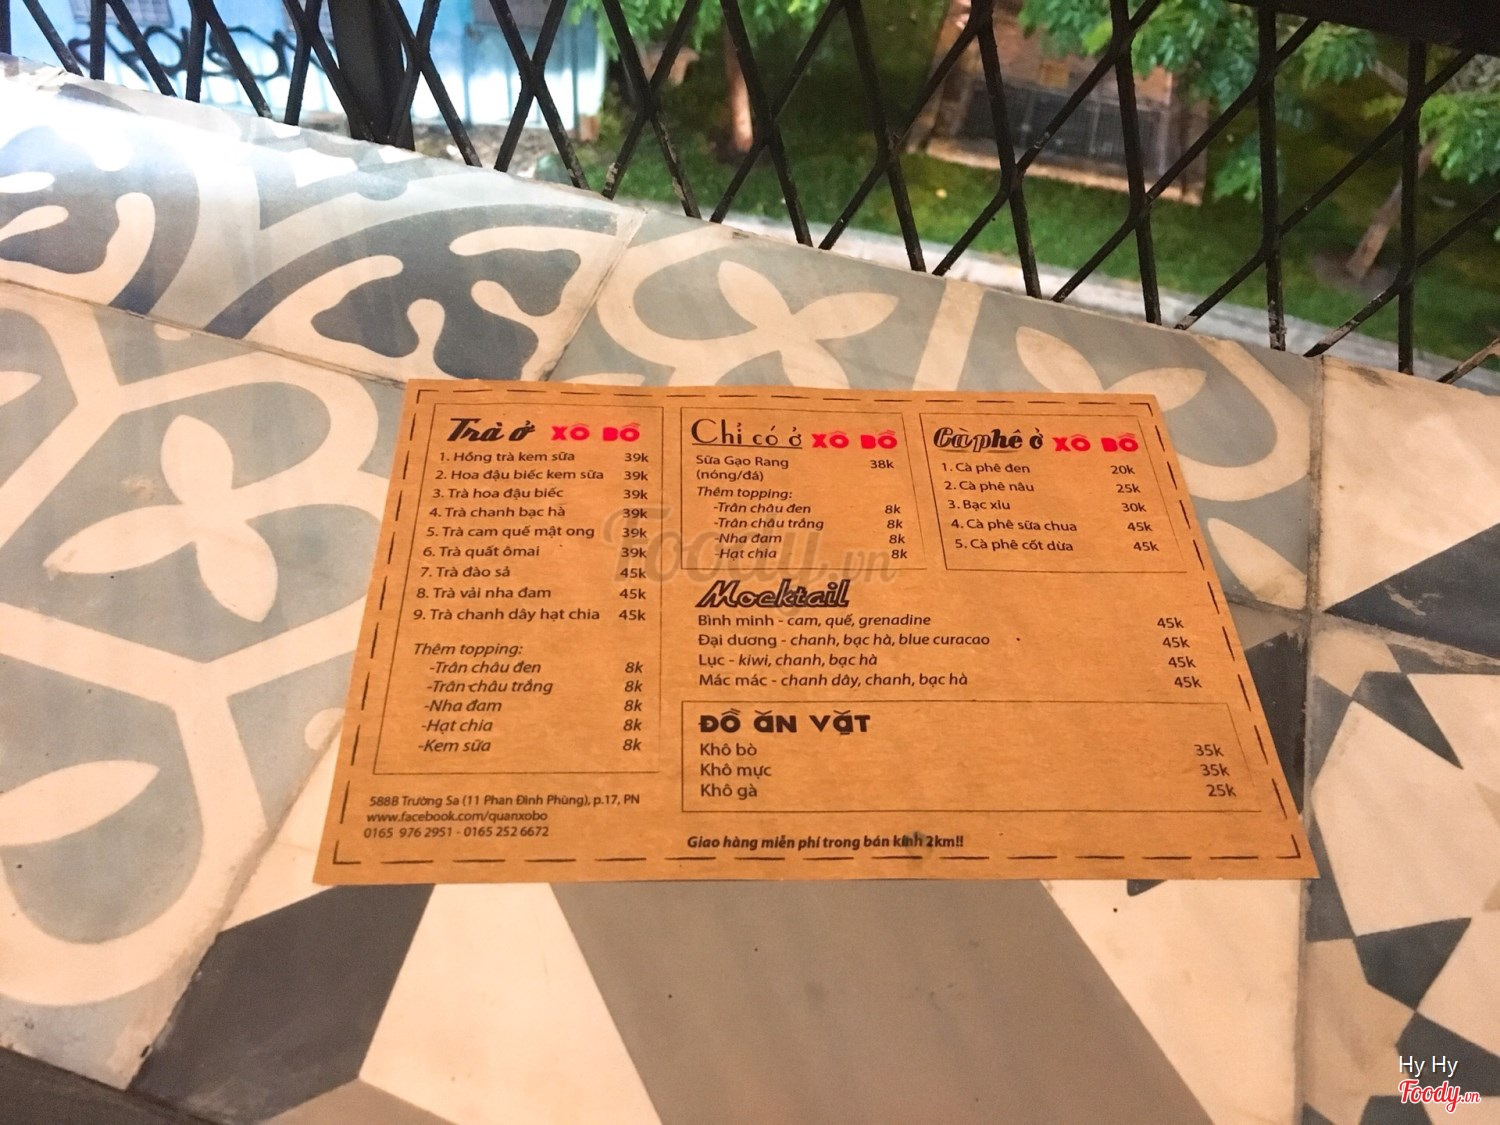 Trà ở XÔ BÔ
1. Hồng trà kem sữa 39k
2. Hoa đậu biếc kem sữa 39k
3. Trà hoa đậu biếc 39k
4. Trà chanh bạc hà 39k
5. Trà cam quế mật ong 39k
6. Trà quất ômai 39k
7. Trà đào sả 45k
8. Trà vải nha đam 45k
9. Trà chanh dây hạt chia 45k
Thêm topping:
-Trân châu đen 8k
-Trân châu trắng 8k
-Nha đam 8k
-Hạt chia 8k
-Kem sữa 8k
588B Trường Sa (11 Phan Đình Phùng), p.17, PN
www.facebook.com/quanxobo
0165 976 2951 - 0165 252 6672
Chỉ có ở XÔ BÔ
Sữa Gạo Rang 38k
(nóng/đá)
Thêm topping:
-Trân châu đen 8k
-Trân châu trắng 8k
-Nha đam 8k
-Hạt chia 8k
Cà phê ở XÔ BÔ
1. Cà phê đen 20k
2. Cà phê nâu 25k
3. Bạc xỉu 30k
4. Cà phê sữa chua 45k
5. Cà phê cốt dừa 45k
Mocktail
Bình minh - cam, quế, grenadine 45k
Đại dương - chanh, bạc hà, blue curacao 45k
Lục - kiwi, chanh, bạc hà 45k
Mác mác - chanh dây, chanh, bạc hà 45k
ĐỒ ĂN VẶT
Khô bò 35k
Khô mực 35k
Khô gà 25k
Giao hàng miễn phí trong bán kính 2km!!
Foody.vn
Hy Hy
Foody.vn